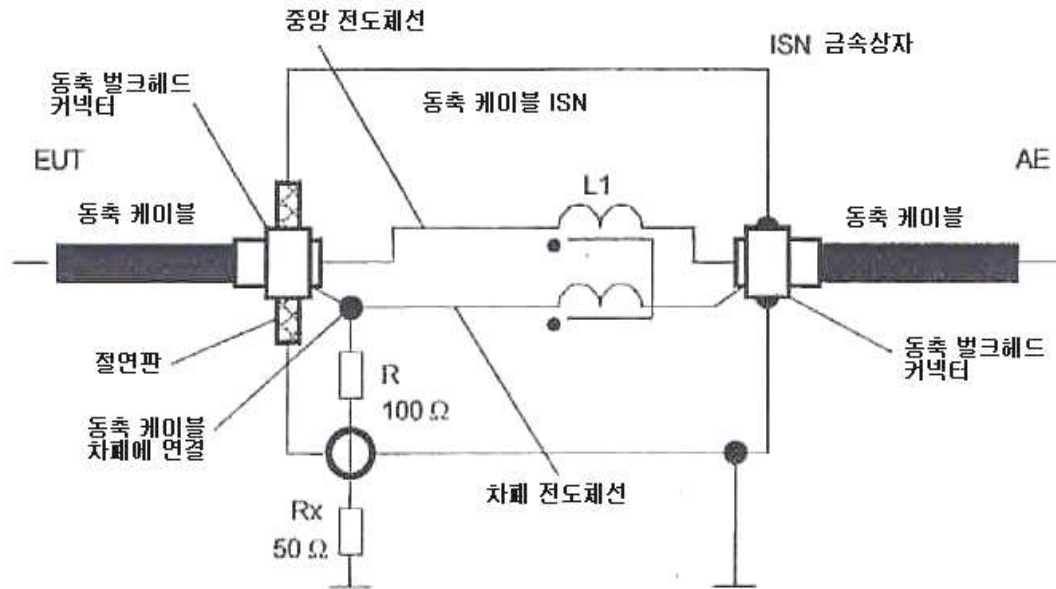 중앙 전도체선
ISN 금속상자
동축 벌크헤드
커넥터
동축 케이블 ISN
EUT
AE
L1
동축 케이블
동축 케이블
절연판
R
100 Ω
동축 벌크헤드
커넥터
동축 케이블
차폐에 연결
차폐 전도체선
Rx
50 Ω